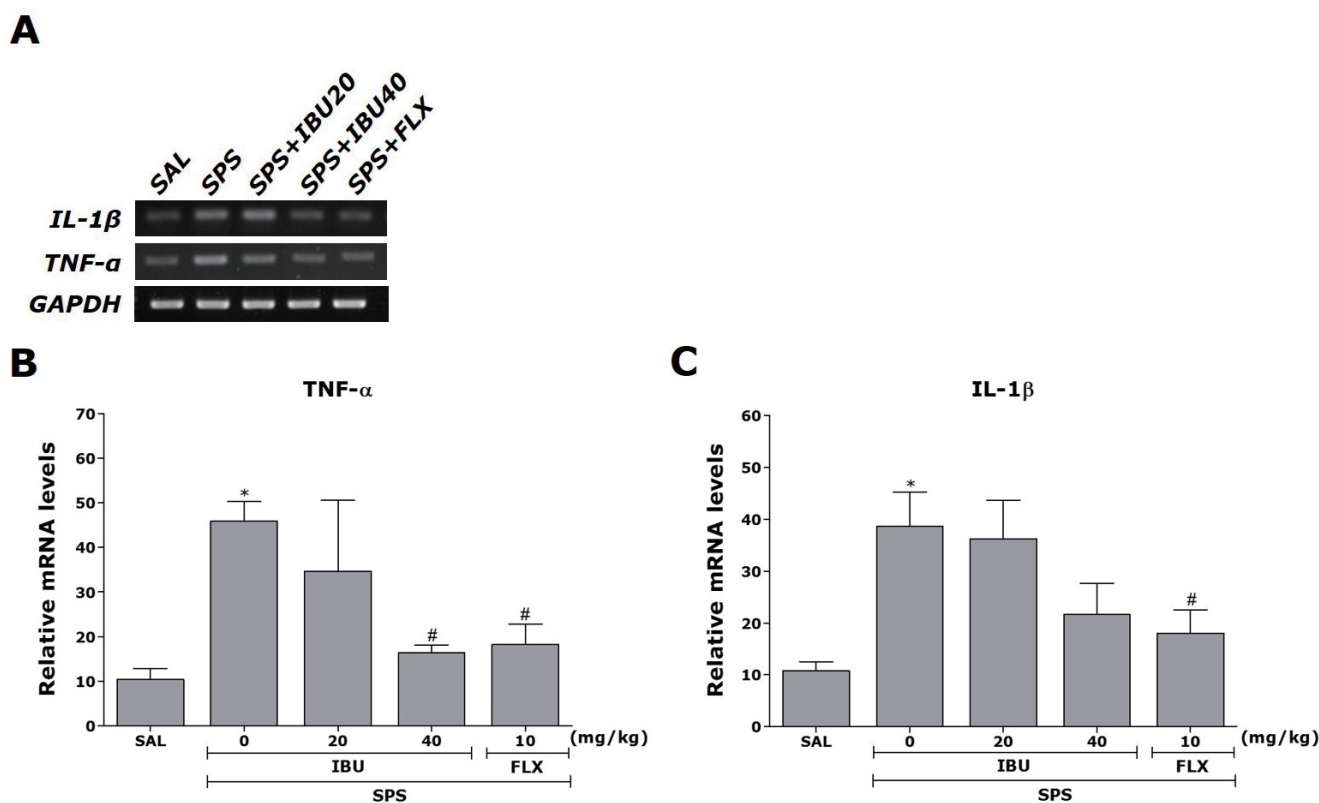 A
SAL SPS SPS+IBU20 SPS+IBU40 SPS+FLX
IL-1β
TNF-α
GAPDH
B
TNF-α
Relative mRNA levels
70
60
50
40
30
20
10
0
*
#
#
SAL 0 20 40 10 (mg/kg)
IBU FLX
SPS
C
IL-1β
Relative mRNA levels
60
50
40
30
20
10
0
*
#
SAL 0 20 40 10 (mg/kg)
IBU FLX
SPS